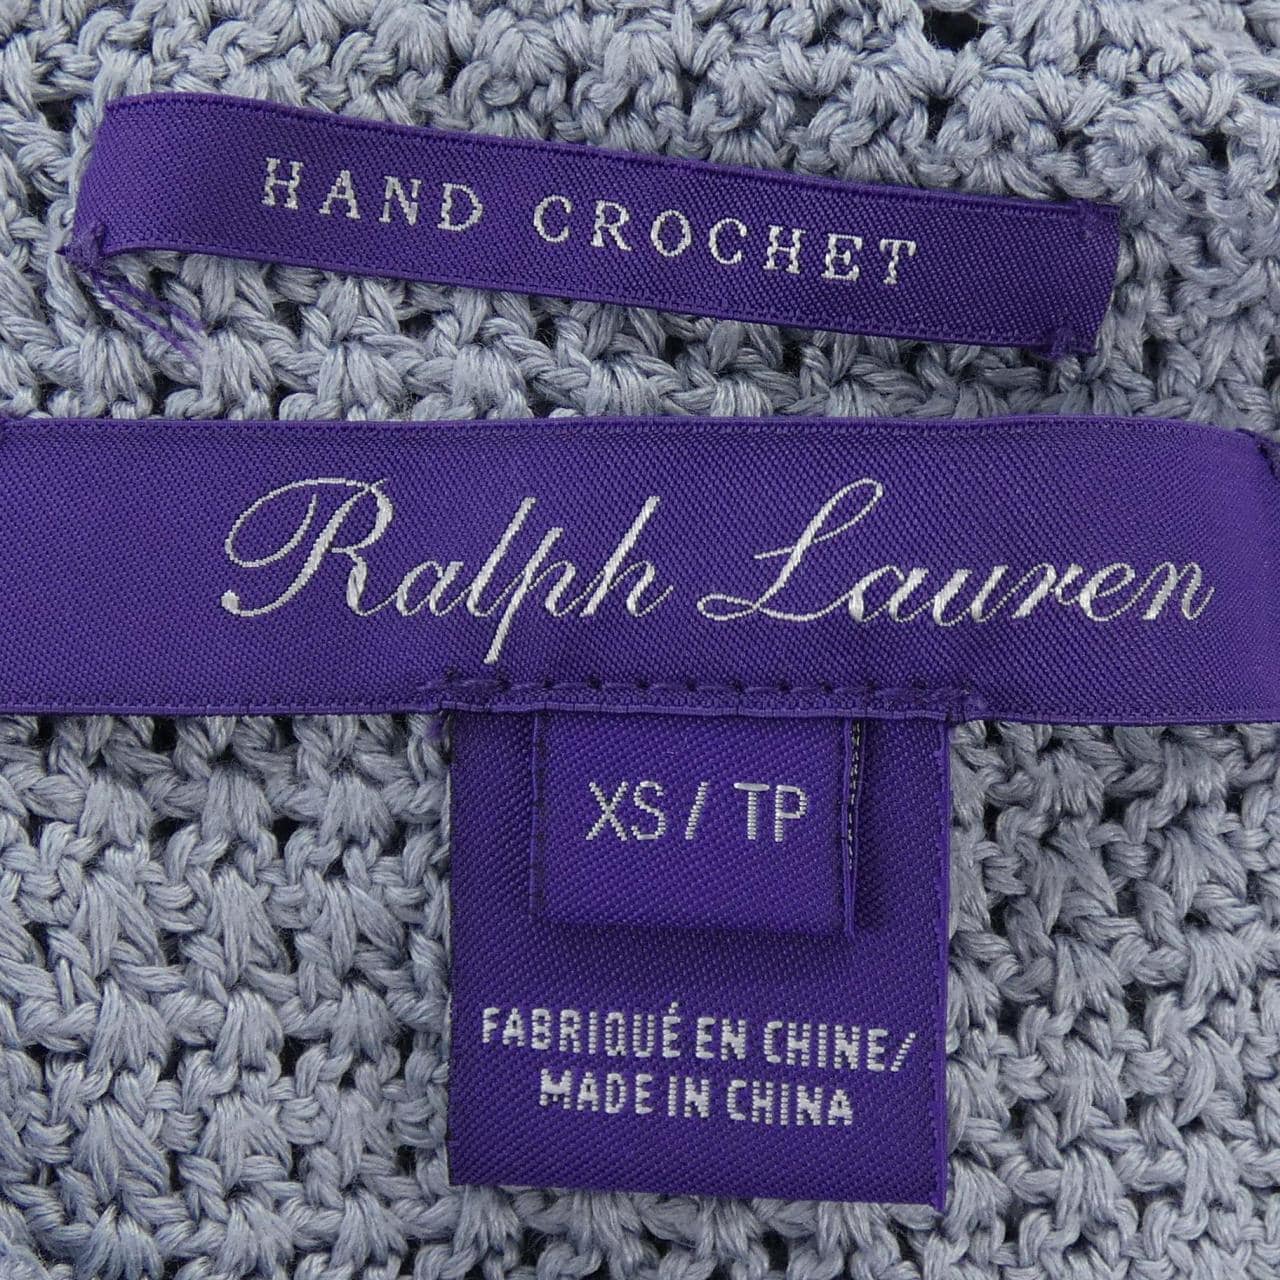 HAND CROCHET
Ralph Lauren
XS / TP
FABRIQUÉ EN CHINE/
MADE IN CHINA